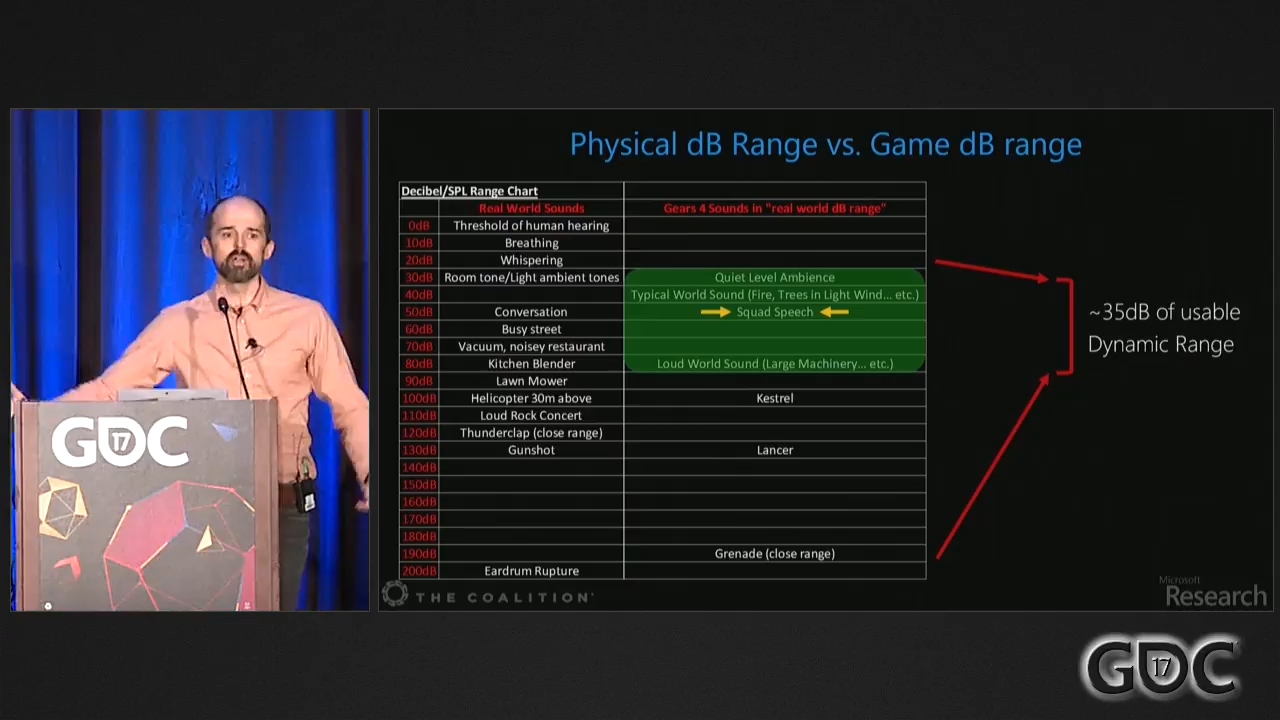 Physical dB Range vs. Game dB range
Decibel/SPL Range Chart
Real World Sounds Gears 4 Sounds in "real world dB range"
0dB Threshold of human hearing
10dB Breathing
20dB Whispering
30dB Room tone/Light ambient tones Quiet Level Ambience
40dB Typical World Sound (Fire, Trees in Light Wind... etc.)
50dB Conversation Squad Speech
60dB Busy street
70dB Vacuum, noisey restaurant
80dB Kitchen Blender Loud World Sound (Large Machinery... etc.)
90dB Lawn Mower
100dB Helicopter 30m above Kestrel
110dB Loud Rock Concert
120dB Thunderclap (close range)
130dB Gunshot Lancer
140dB
150dB
160dB
170dB
180dB
190dB Grenade (close range)
200dB Eardrum Rupture
~35dB of usable
Dynamic Range
THE COALITION
Microsoft
Research
GDC 17
GDC 17